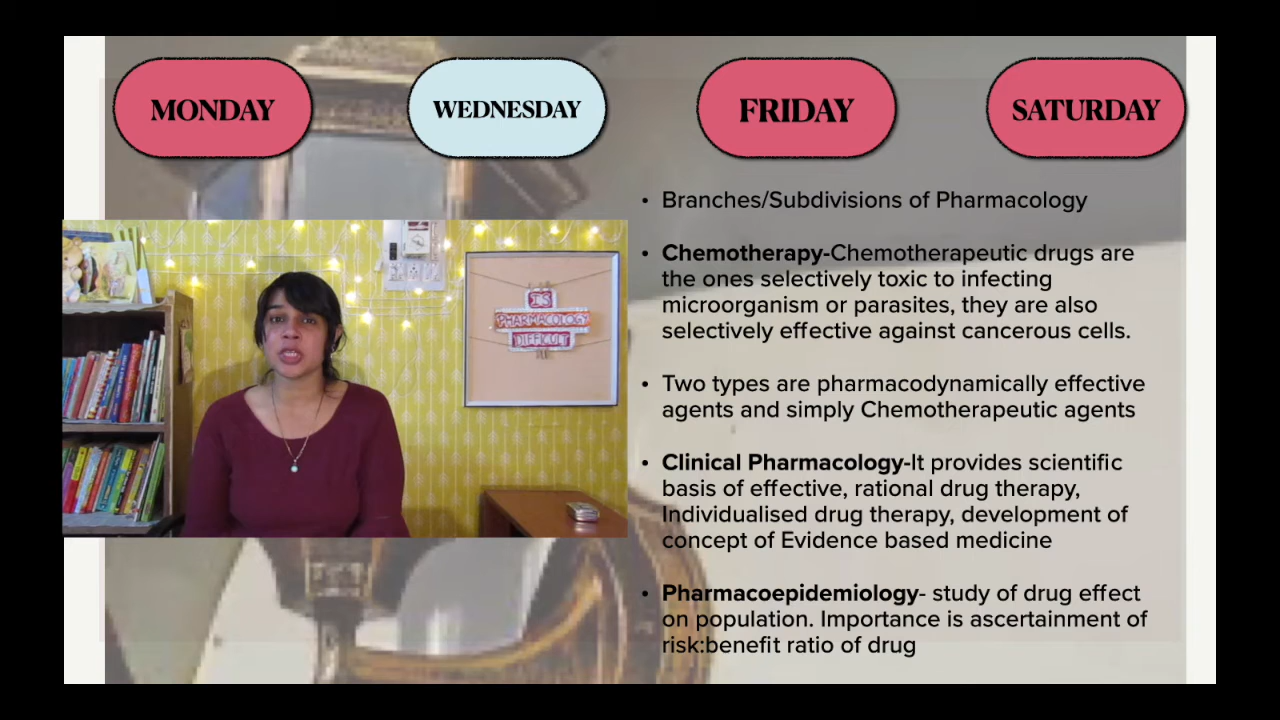 MONDAY
WEDNESDAY
FRIDAY
SATURDAY
• Branches/Subdivisions of Pharmacology
• Chemotherapy-Chemotherapeutic drugs are
the ones selectively toxic to infecting
microorganism or parasites, they are also
selectively effective against cancerous cells.
• Two types are pharmacodynamically effective
agents and simply Chemotherapeutic agents
• Clinical Pharmacology-It provides scientific
basis of effective, rational drug therapy,
Individualised drug therapy, development of
concept of Evidence based medicine
• Pharmacoepidemiology- study of drug effect
on population. Importance is ascertainment of
risk:benefit ratio of drug
IS
PHARMACOLOGY
DIFFICULT